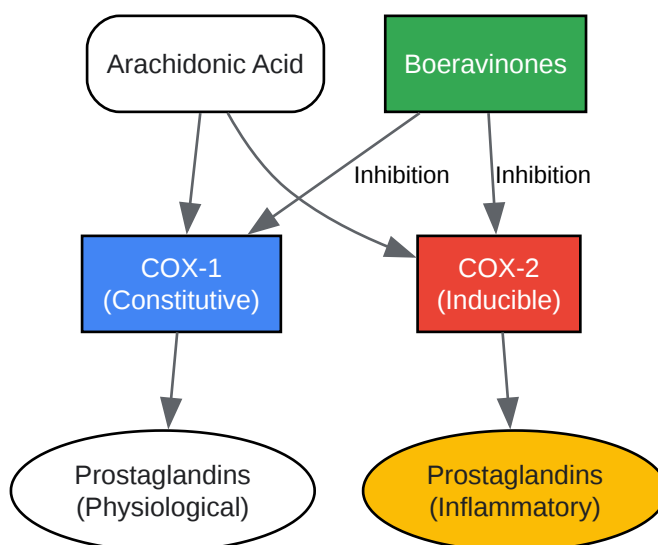 Arachidonic Acid
Boeravinones
Inhibition
Inhibition
COX-1
(Constitutive)
COX-2
(Inducible)
Prostaglandins
(Physiological)
Prostaglandins
(Inflammatory)